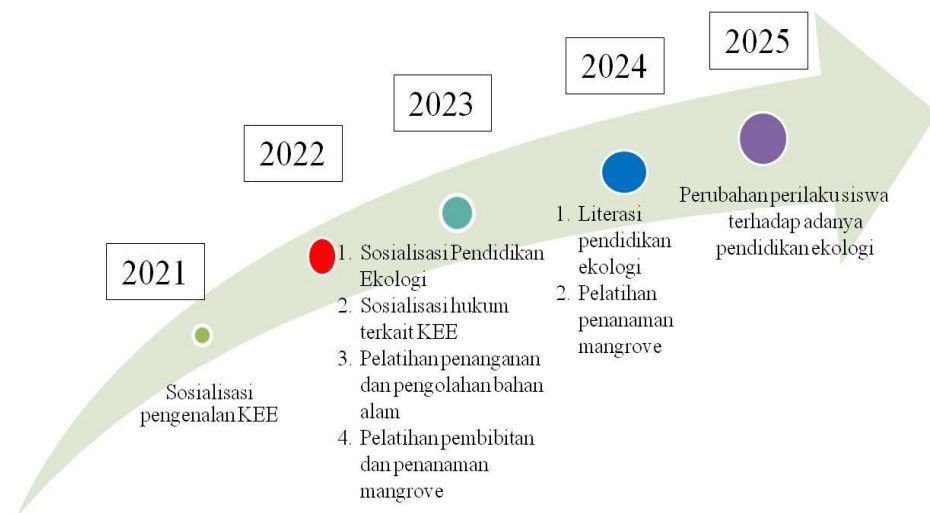 2021
Sosialisasi
pengenalan KEE
2022
2023
1. Sosialisasi Pendidikan
Ekologi
2. Sosialisasi hukum
terkait KEE
3. Pelatihan penanganan
dan pengolahan bahan
alam
4. Pelatihan pembibitan
dan penanaman
mangrove
2024
1. Literasi
pendidikan
ekologi
2. Pelatihan
penanaman
mangrove
2025
Perubahan perilaku siswa
terhadap adanya
pendidikan ekologi